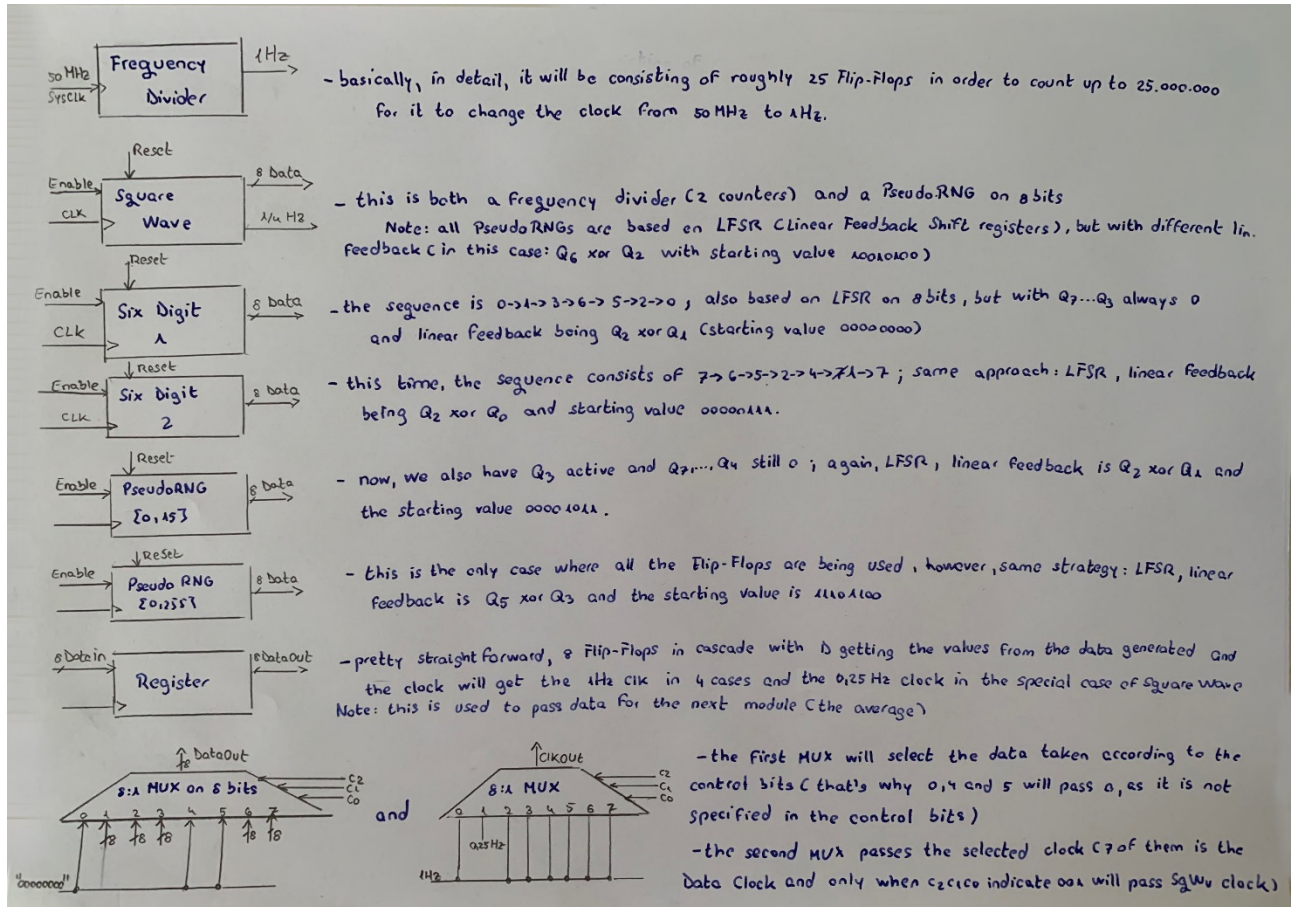 50 MHz
SysClk
Frequency
Divider
1Hz
- basically, in detail, it will be consisting of roughly 25 Flip-Flops in order to count up to 25.000.000
for it to change the clock from 50 MHz to 1Hz.
Reset
Enable
CLK
Square
Wave
8 Data
1/4 Hz
- this is both a frequency divider (2 counters) and a PseudoRNG on 8 bits
Note: all PseudoRNGs are based on LFSR (Linear Feedback Shift registers), but with different lin.
feedback (in this case: Q6 xor Q2 with starting value 10010100)
Reset
Enable
CLK
Six Digit
1
8 Data
- the sequence is 0->1->3->6->5->2->0 ; also based on LFSR on 8 bits, but with Q7...Q3 always 0
and linear feedback being Q2 xor Q1 (starting value 00000000)
Reset
Enable
CLK
Six Digit
2
8 Data
- this time, the sequence consists of 7->6->5->2->4->1->7 ; same approach: LFSR, linear feedback
being Q2 xor Q0 and starting value 00000111.
Reset
Enable
PseudoRNG
[0,15]
8 Data
- now, we also have Q3 active and Q7,...,Q4 still 0 ; again, LFSR, linear feedback is Q2 xor Q1 and
the starting value 00001011.
Reset
Enable
Pseudo RNG
[0,255]
8 Data
- this is the only case where all the Flip-Flops are being used, however, same strategy: LFSR, linear
feedback is Q5 xor Q3 and the starting value is 11101100
8 DataIn
Register
8 DataOut
- pretty straight forward, 8 Flip-Flops in cascade with D getting the values from the data generated and
the clock will get the 1Hz clk in 4 cases and the 0,25 Hz clock in the special case of Square Wave
Note: this is used to pass data for the next module (the average)
8 DataOut
8:1 MUX on 8 bits
C2
C1
C0
0 1 2 3 4 5 6 7
8 8 8 8 8
"00000000"
and
ClkOut
8:1 MUX
C2
C1
C0
0 1 2 3 4 5 6 7
0,25 Hz
1Hz
- the first MUX will select the data taken according to the
control bits (that's why 0,4 and 5 will pass 0, as it is not
specified in the control bits)
- the second MUX passes the selected clock (7 of them is the
Data Clock and only when C2C1C0 indicate 001 will pass SqWv clock)